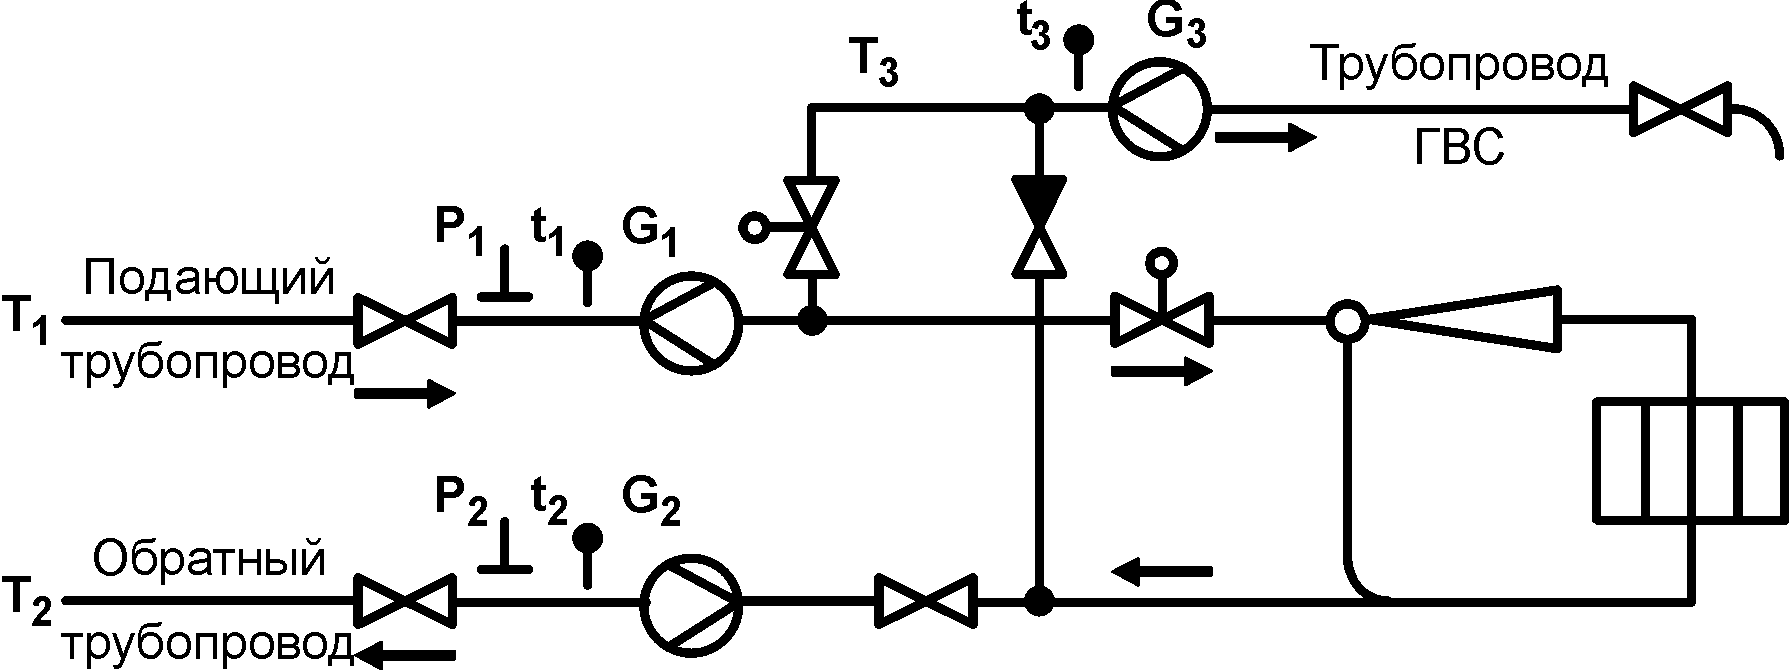 t3
G3
T3
Трубопровод
ГВС
P1
t1
G1
Подающий
T1
трубопровод
P2
t2
G2
Обратный
T2
трубопровод